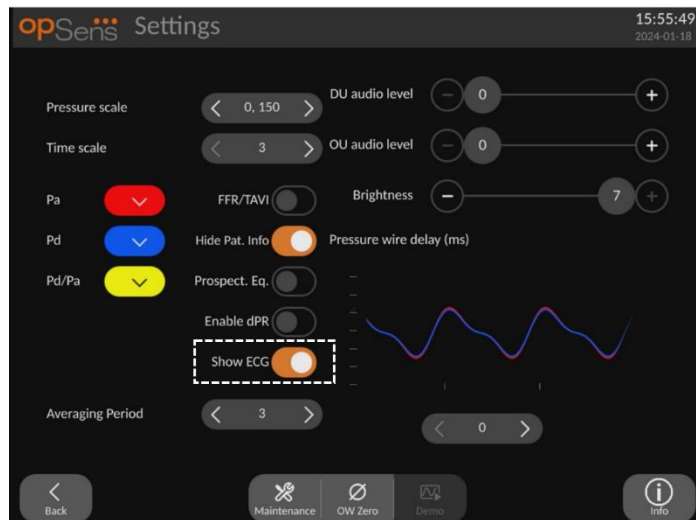 opSens Settings
15:55:49
2024-01-18
Pressure scale
0, 150
Time scale
3
DU audio level
0
OU audio level
0
Brightness
7
Pa
Pd
Pd/Pa
FFR/TAVI
Hide Pat. Info
Prospect. Eq.
Enable dPR
Show ECG
Pressure wire delay (ms)
Averaging Period
3
0
Back
Maintenance
OW Zero
Demo
Info